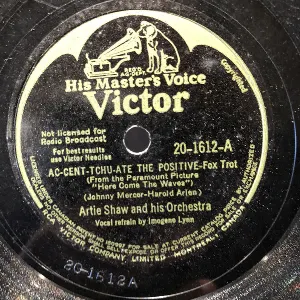 REG'D
His Master's Voice
Victor
Copyrighted
Not licensed for
Radio Broadcast
For best results
use Victor Needles
20-1612-A
AC-CENT-TCHU-ATE THE POSITIVE-Fox Trot
(From the Paramount Picture
"Here Come The Waves")
(Johnny Mercer-Harold Arlen)
Artie Shaw and his Orchestra
Vocal refrain by Imogene Lynn
VICTOR COMPANY LIMITED - MONTREAL, CANADA
20-1612A